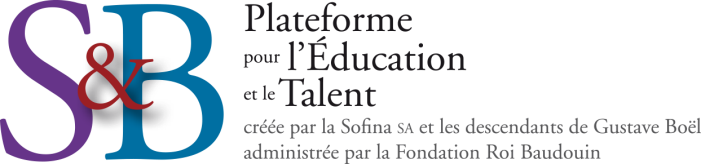 S&B
Plateforme
pour l’Éducation
et le Talent
créée par la Sofina SA et les descendants de Gustave Boël
administrée par la Fondation Roi Baudouin